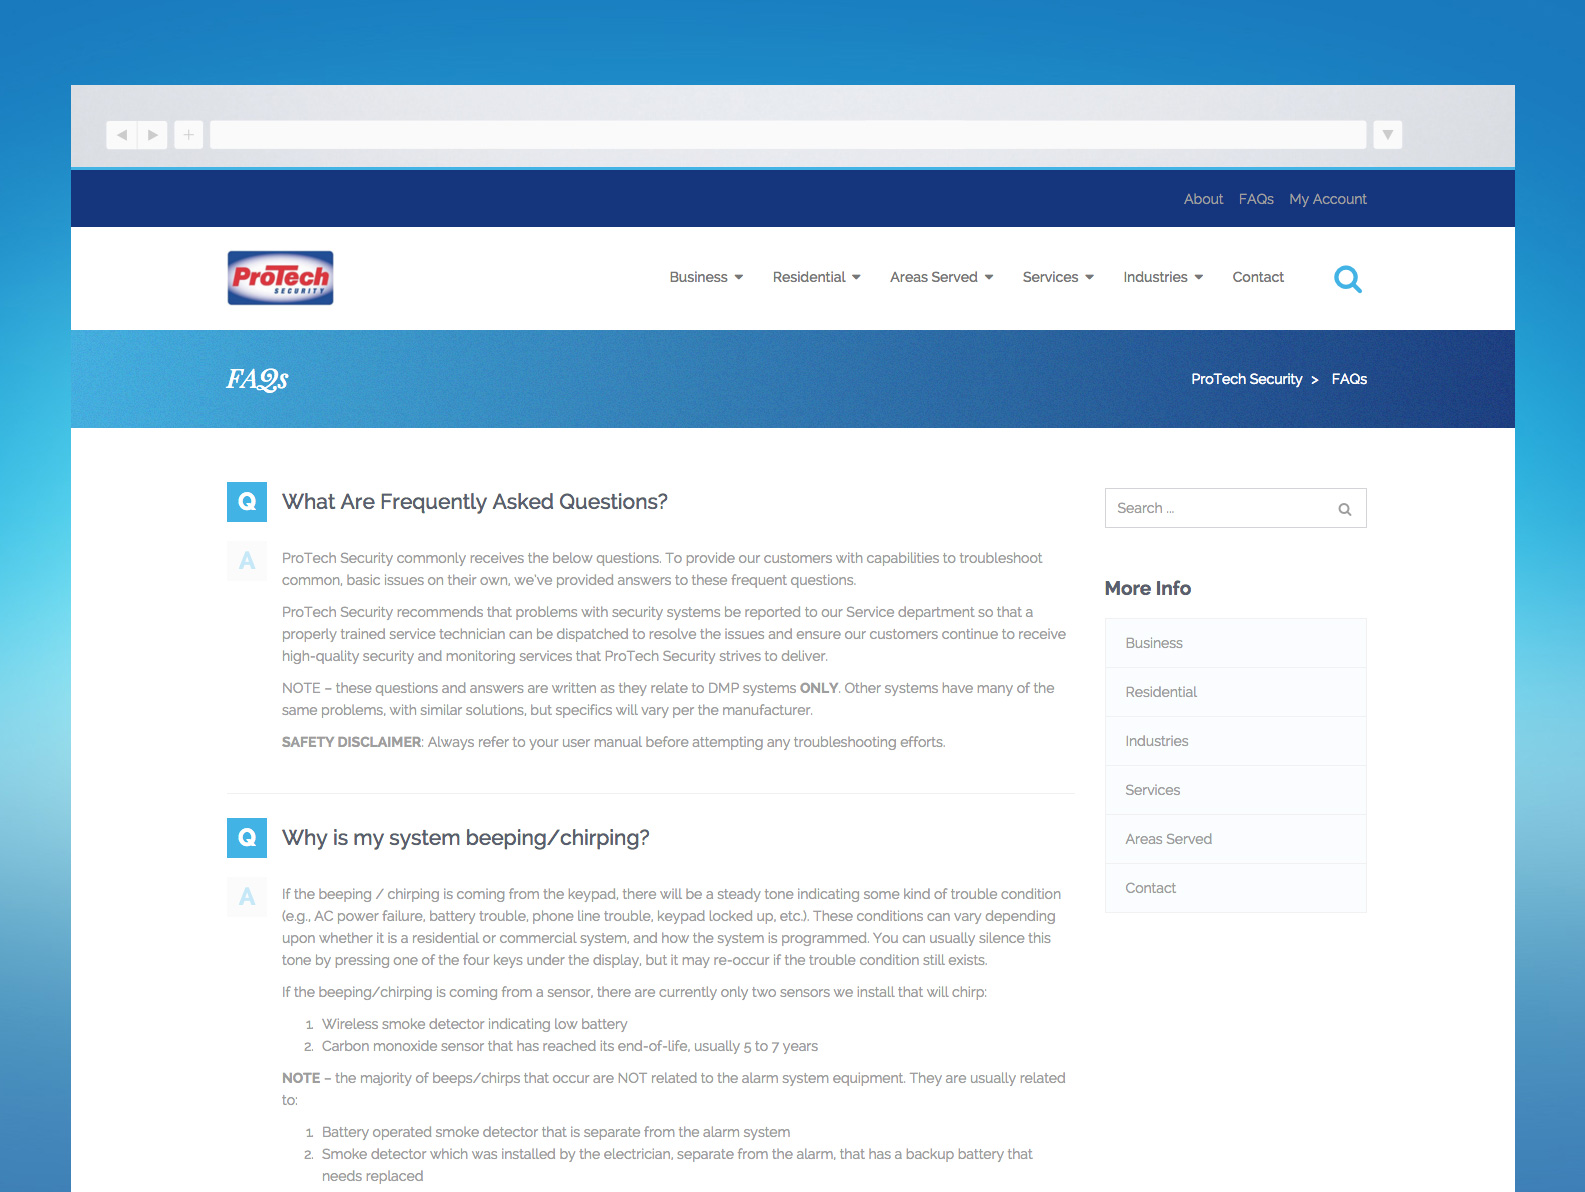 About FAQs My Account
ProTech
SECURITY
Business Residential Areas Served Services Industries Contact
FAQs
ProTech Security > FAQs
Q What Are Frequently Asked Questions?
A ProTech Security commonly receives the below questions. To provide our customers with capabilities to troubleshoot
common, basic issues on their own, we've provided answers to these frequent questions.
ProTech Security recommends that problems with security systems be reported to our Service department so that a
properly trained service technician can be dispatched to resolve the issues and ensure our customers continue to receive
high-quality security and monitoring services that ProTech Security strives to deliver.
NOTE – these questions and answers are written as they relate to DMP systems ONLY. Other systems have many of the
same problems, with similar solutions, but specifics will vary per the manufacturer.
SAFETY DISCLAIMER: Always refer to your user manual before attempting any troubleshooting efforts.
Q Why is my system beeping/chirping?
A If the beeping / chirping is coming from the keypad, there will be a steady tone indicating some kind of trouble condition
(e.g., AC power failure, battery trouble, phone line trouble, keypad locked up, etc.). These conditions can vary depending
upon whether it is a residential or commercial system, and how the system is programmed. You can usually silence this
tone by pressing one of the four keys under the display, but it may re-occur if the trouble condition still exists.
If the beeping/chirping is coming from a sensor, there are currently only two sensors we install that will chirp:
1. Wireless smoke detector indicating low battery
2. Carbon monoxide sensor that has reached its end-of-life, usually 5 to 7 years
NOTE – the majority of beeps/chirps that occur are NOT related to the alarm system equipment. They are usually related
to:
1. Battery operated smoke detector that is separate from the alarm system
2. Smoke detector which was installed by the electrician, separate from the alarm, that has a backup battery that
needs replaced
Search ...
More Info
Business
Residential
Industries
Services
Areas Served
Contact